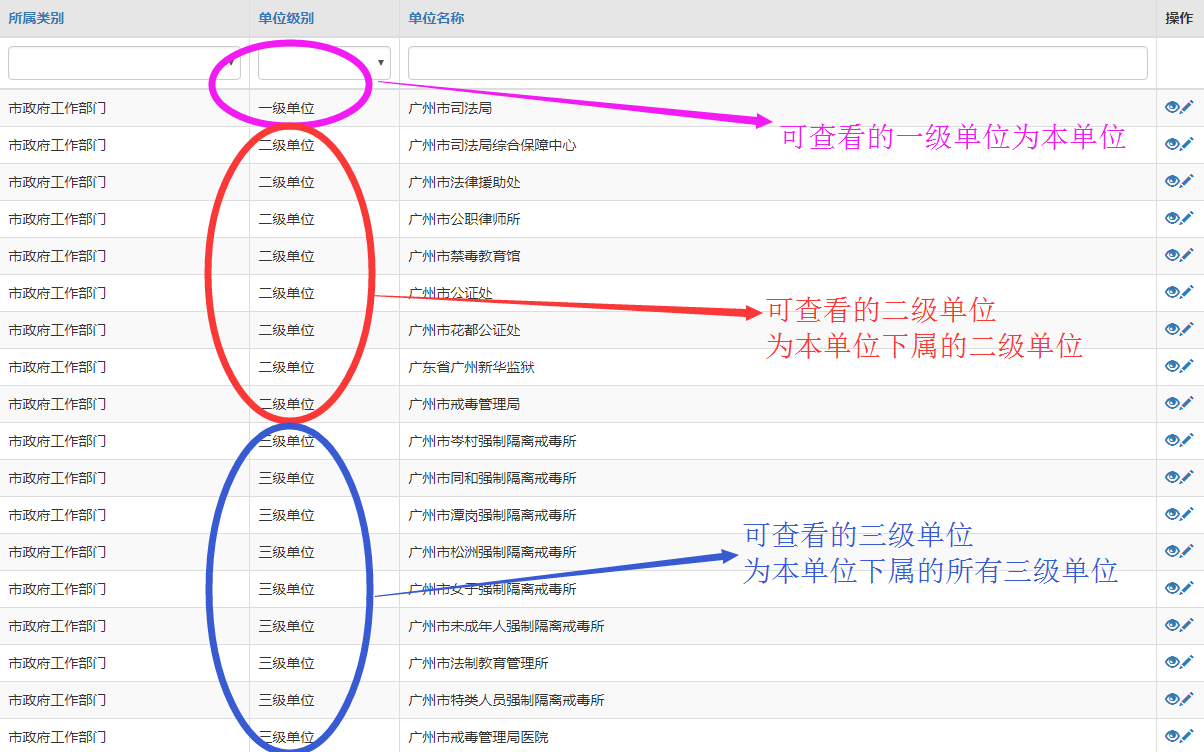 所属类别 单位级别 单位名称 操作
市政府工作部门 一级单位 广州市司法局
可查看的一级单位为本单位
市政府工作部门 二级单位 广州市司法局综合保障中心
市政府工作部门 二级单位 广州市法律援助处
市政府工作部门 二级单位 广州市公职律师所
市政府工作部门 二级单位 广州市禁毒教育馆
市政府工作部门 二级单位 广州市公证处
可查看的二级单位
市政府工作部门 二级单位 广州市花都公证处
为本单位下属的二级单位
市政府工作部门 二级单位 广东省广州新华监狱
市政府工作部门 二级单位 广州市戒毒管理局
市政府工作部门 三级单位 广州市岑村强制隔离戒毒所
市政府工作部门 三级单位 广州市同和强制隔离戒毒所
市政府工作部门 三级单位 广州市潭岗强制隔离戒毒所
可查看的三级单位
市政府工作部门 三级单位 广州市松洲强制隔离戒毒所
为本单位下属的所有三级单位
市政府工作部门 三级单位 广州市女子强制隔离戒毒所
市政府工作部门 三级单位 广州市未成年人强制隔离戒毒所
市政府工作部门 三级单位 广州市法制教育管理所
市政府工作部门 三级单位 广州市特类人员强制隔离戒毒所
市政府工作部门 三级单位 广州市戒毒管理局医院